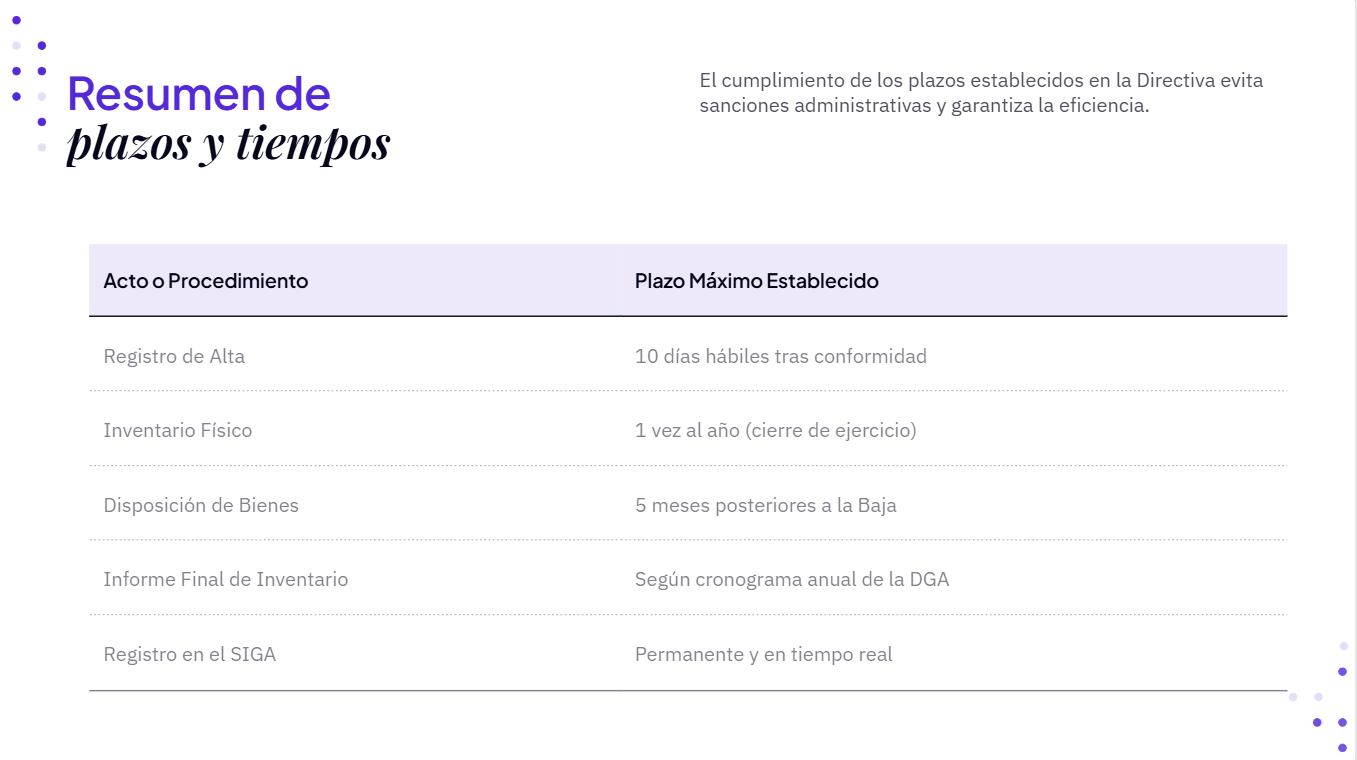 Resumen de
plazos y tiempos
El cumplimiento de los plazos establecidos en la Directiva evita
sanciones administrativas y garantiza la eficiencia.
Acto o Procedimiento Plazo Máximo Establecido
Registro de Alta 10 días hábiles tras conformidad
Inventario Físico 1 vez al año (cierre de ejercicio)
Disposición de Bienes 5 meses posteriores a la Baja
Informe Final de Inventario Según cronograma anual de la DGA
Registro en el SIGA Permanente y en tiempo real